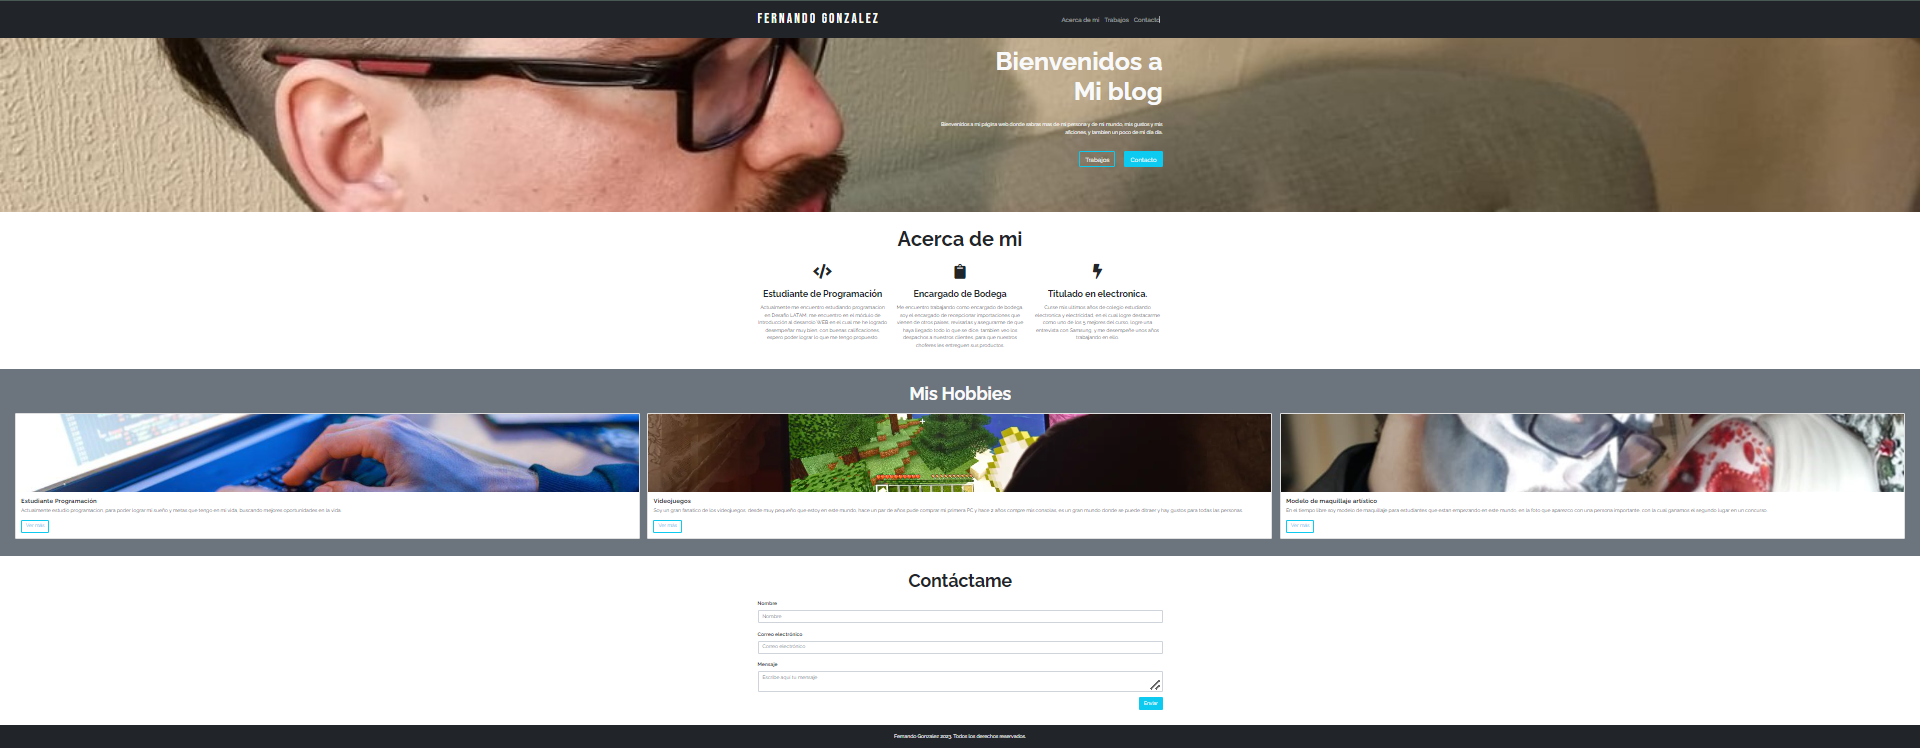 FERNANDO GONZALEZ
Acerca de mi Trabajos Contacto
Bienvenidos a
Mi blog
Bienvenidos a mi página web donde sabras mas de mi persona y de mi mundo, mis gustos y mis
aficiones, y tambien un poco de mi dia dia.
Trabajos Contacto
Acerca de mi
Estudiante de Programación
Actualmente me encuentro estudiando programacion
en Desafio LATAM, me encuentro en el módulo de
introducción al desarrollo WEB en el cual me he logrado
desempeñar muy bien, con buenas calificaciones,
espero poder lograr lo que me tengo propuesto.
Encargado de Bodega
Me encuentro trabajando como encargado de bodega,
soy el encargado de recepcionar importaciones que
vienen de otros paises, revisarlas y asegurarme de que
haya llegado todo lo que se dice, tambien veo los
despachos a nuestros clientes, para que nuestros
choferes les entreguen sus productos.
Titulado en electronica.
Curse mis ultimos años de colegio estudiando
electronica y electricidad, en el cual logre destacarme
como uno de los 5 mejores del curso, logre una
entrevista con Samsung, y me desempeñe unos años
trabajando en ello.
Mis Hobbies
Estudiante Programación
Actualmente estudio programacion, para poder lograr mi sueño y metas que tengo en mi vida, buscando mejores oportunidades en la vida.
Ver más
Videojuegos
Soy un gran fanatico de los videojuegos, desde muy pequeño que estoy en este mundo, hace un par de años pude comprar mi primera PC y hace 2 años compre mis consolas, es un gran mundo donde se puede dibujar y hay gustos para todas las personas.
Ver más
Modelo de maquillaje artistico
En el tiempo libre soy modelo de maquillaje para estudiantes que estan empezando en este mundo, en la foto que aparezco con una persona importante, con la cual ganamos el segundo lugar en un concurso.
Ver más
Contáctame
Nombre
Nombre
Correo electrónico
Correo electrónico
Mensaje
Escribe aquí tu mensaje
Enviar
Fernando Gonzalez 2023. Todos los derechos reservados.